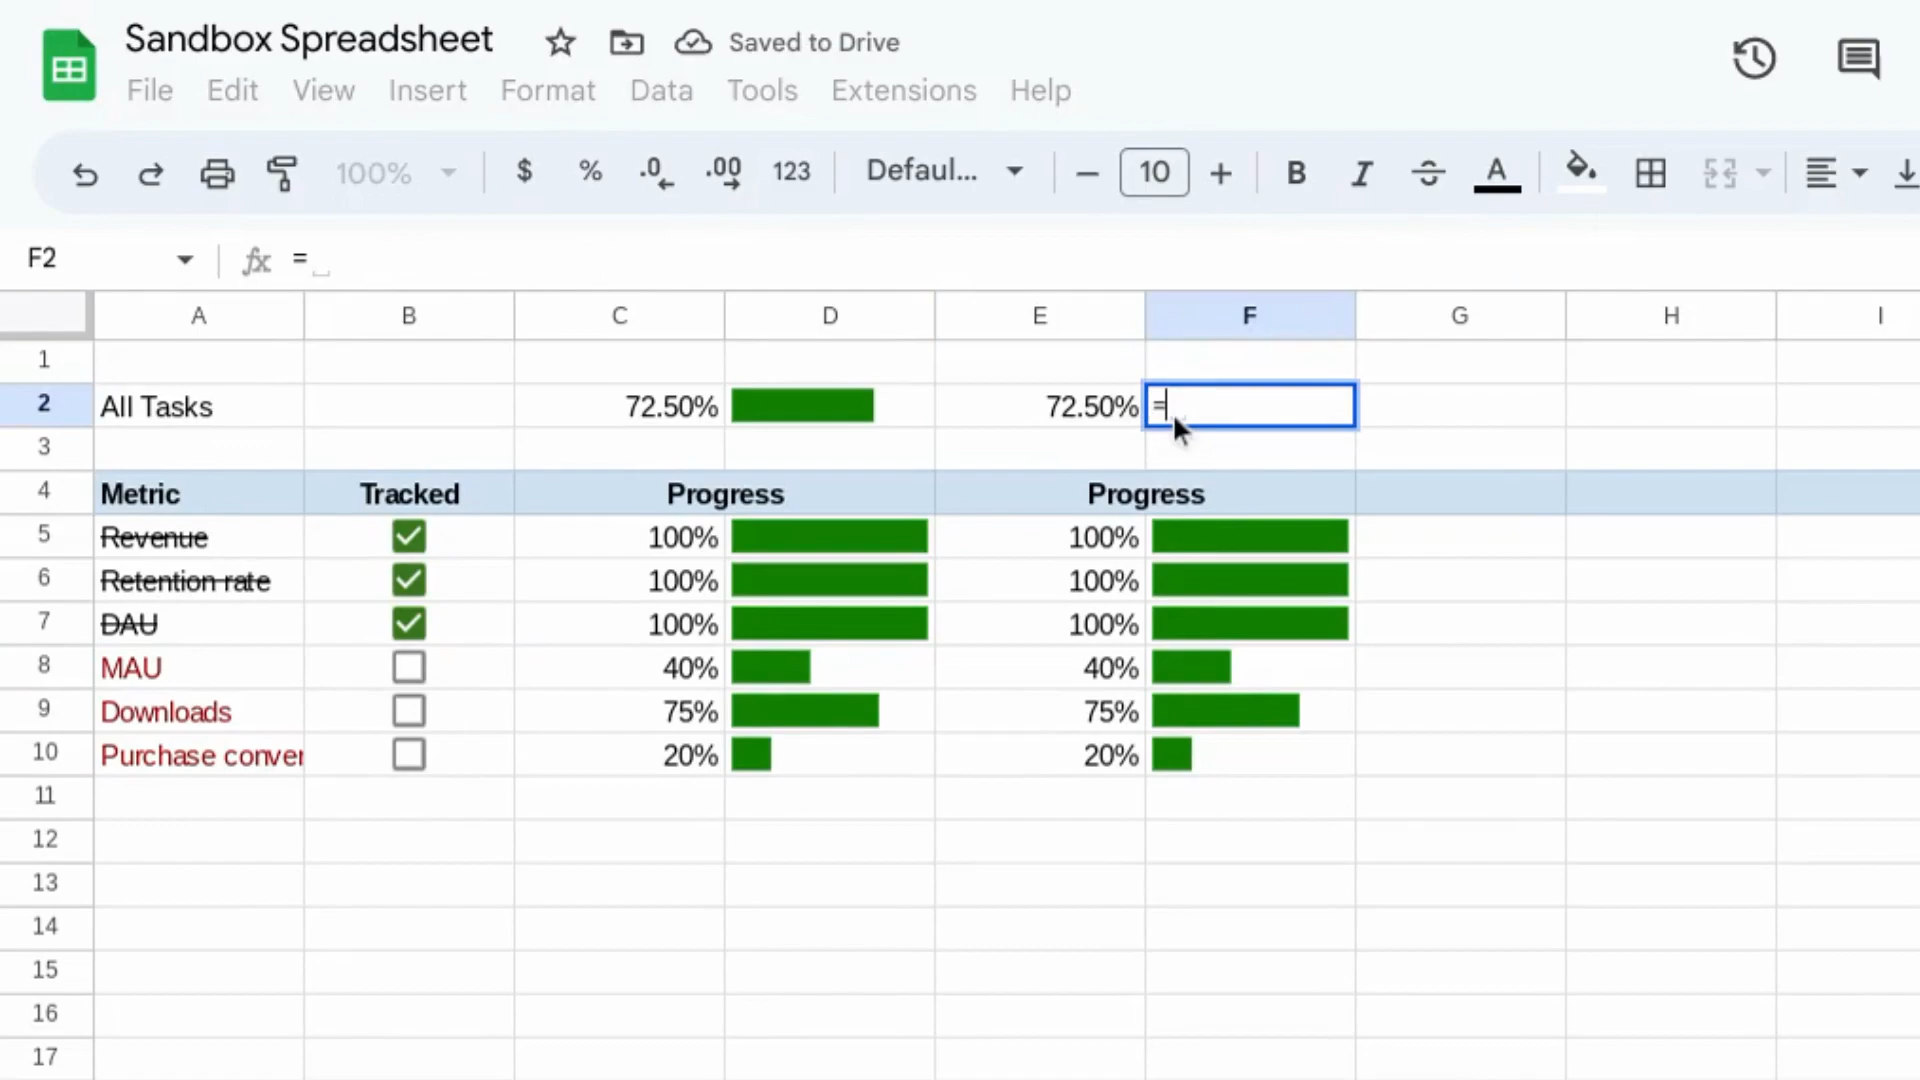 Sandbox Spreadsheet Saved to Drive
File Edit View Insert Format Data Tools Extensions Help
100% $ % .0 .00 123 Defaul... − 10 + B I S A
F2 fx =
A B C D E F G H I
1
2 All Tasks 72.50% 72.50% =
3
4 Metric Tracked Progress Progress
5 Revenue 100% 100%
6 Retention rate 100% 100%
7 DAU 100% 100%
8 MAU 40% 40%
9 Downloads 75% 75%
10 Purchase conver 20% 20%
11
12
13
14
15
16
17